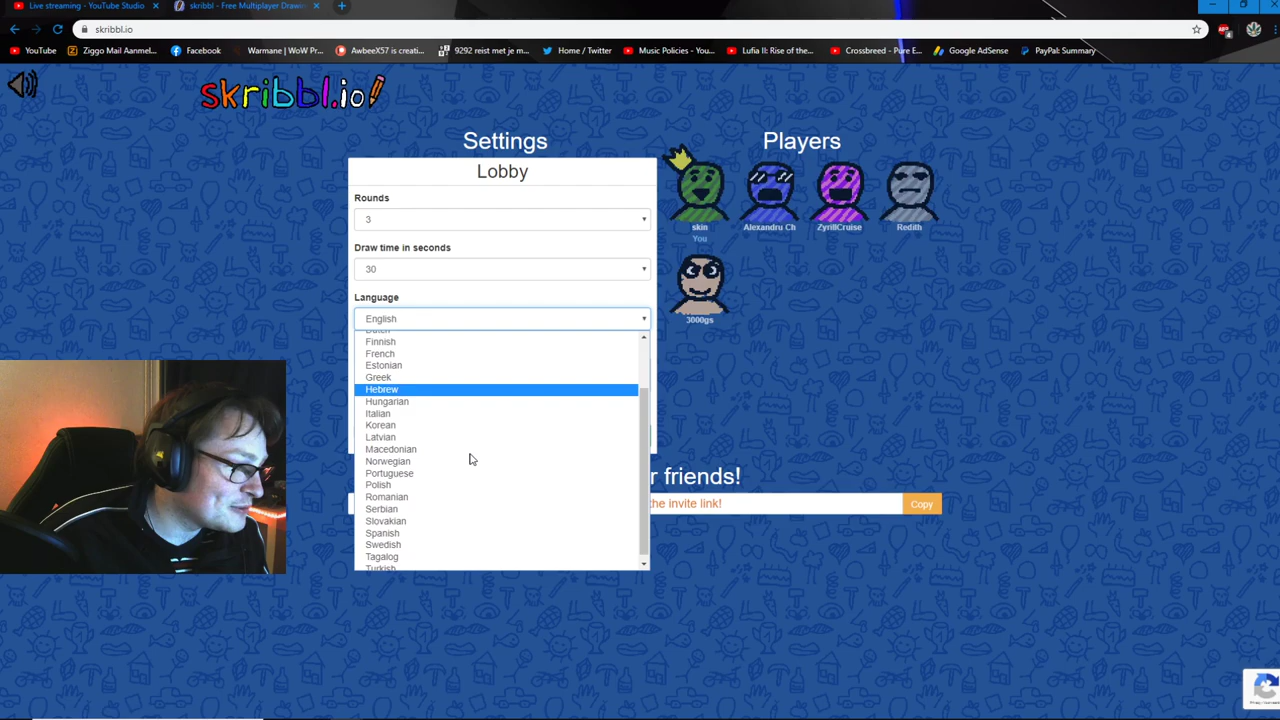 Live streaming - YouTube Studio
skribbl - Free Multiplayer Drawin
skribbl.io
YouTube
Ziggo Mail Aanmel...
Facebook
Warmane | WoW Pr...
AwbeeX57 is creati...
9292 reist met je m...
Home / Twitter
Music Policies - You...
Lufia II: Rise of the...
Crossbreed - Pure E...
Google AdSense
PayPal: Summary
skribbl.io
Settings
Players
Lobby
Rounds
3
Draw time in seconds
30
Language
English
Dutch
Finnish
French
Estonian
Greek
Hebrew
Hungarian
Italian
Korean
Latvian
Macedonian
Norwegian
Portuguese
Polish
Romanian
Serbian
Slovakian
Spanish
Swedish
Tagalog
Turkish
skin
You
Alexandru Ch
ZyrillCruise
Redith
3000gs
r friends!
the invite link!
Copy